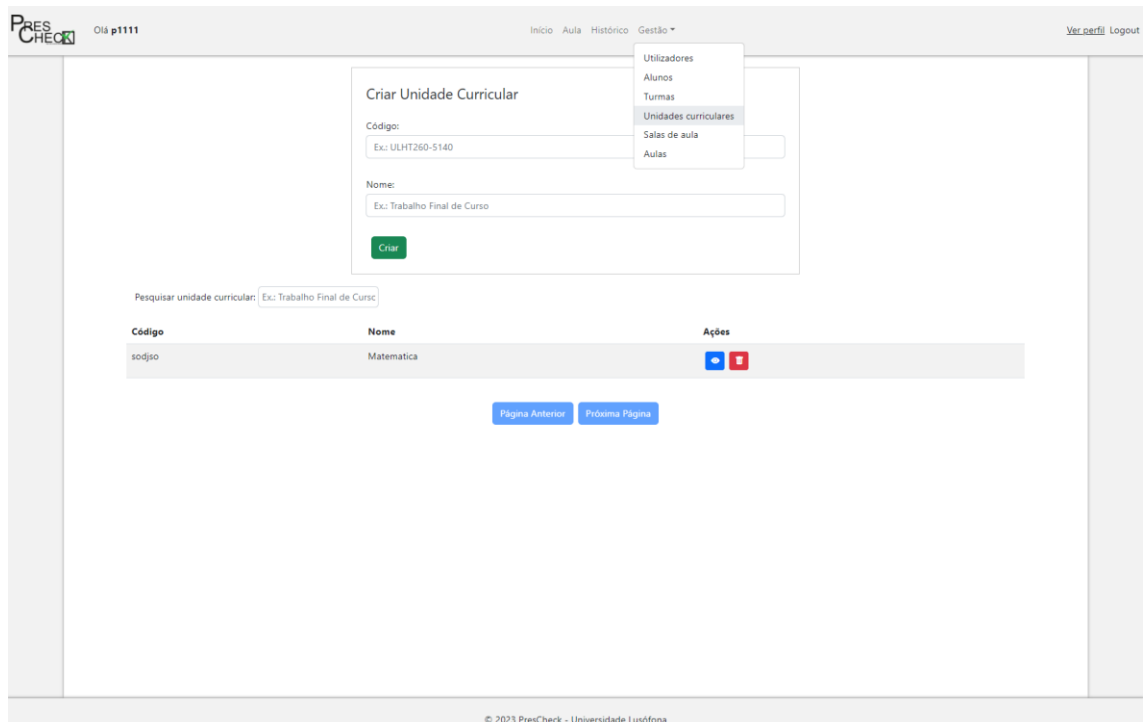 PRES
CHECK
Olá p1111
Início Aula Histórico Gestão
Ver perfil Logout
Utilizadores
Alunos
Turmas
Unidades curriculares
Salas de aula
Aulas
Criar Unidade Curricular
Código:
Ex.: ULHT260-5140
Nome:
Ex.: Trabalho Final de Curso
Criar
Pesquisar unidade curricular: Ex.: Trabalho Final de Curso
Código Nome Ações
sodjso Matematica
Página Anterior Próxima Página
© 2023 PresCheck - Universidade Lusófona